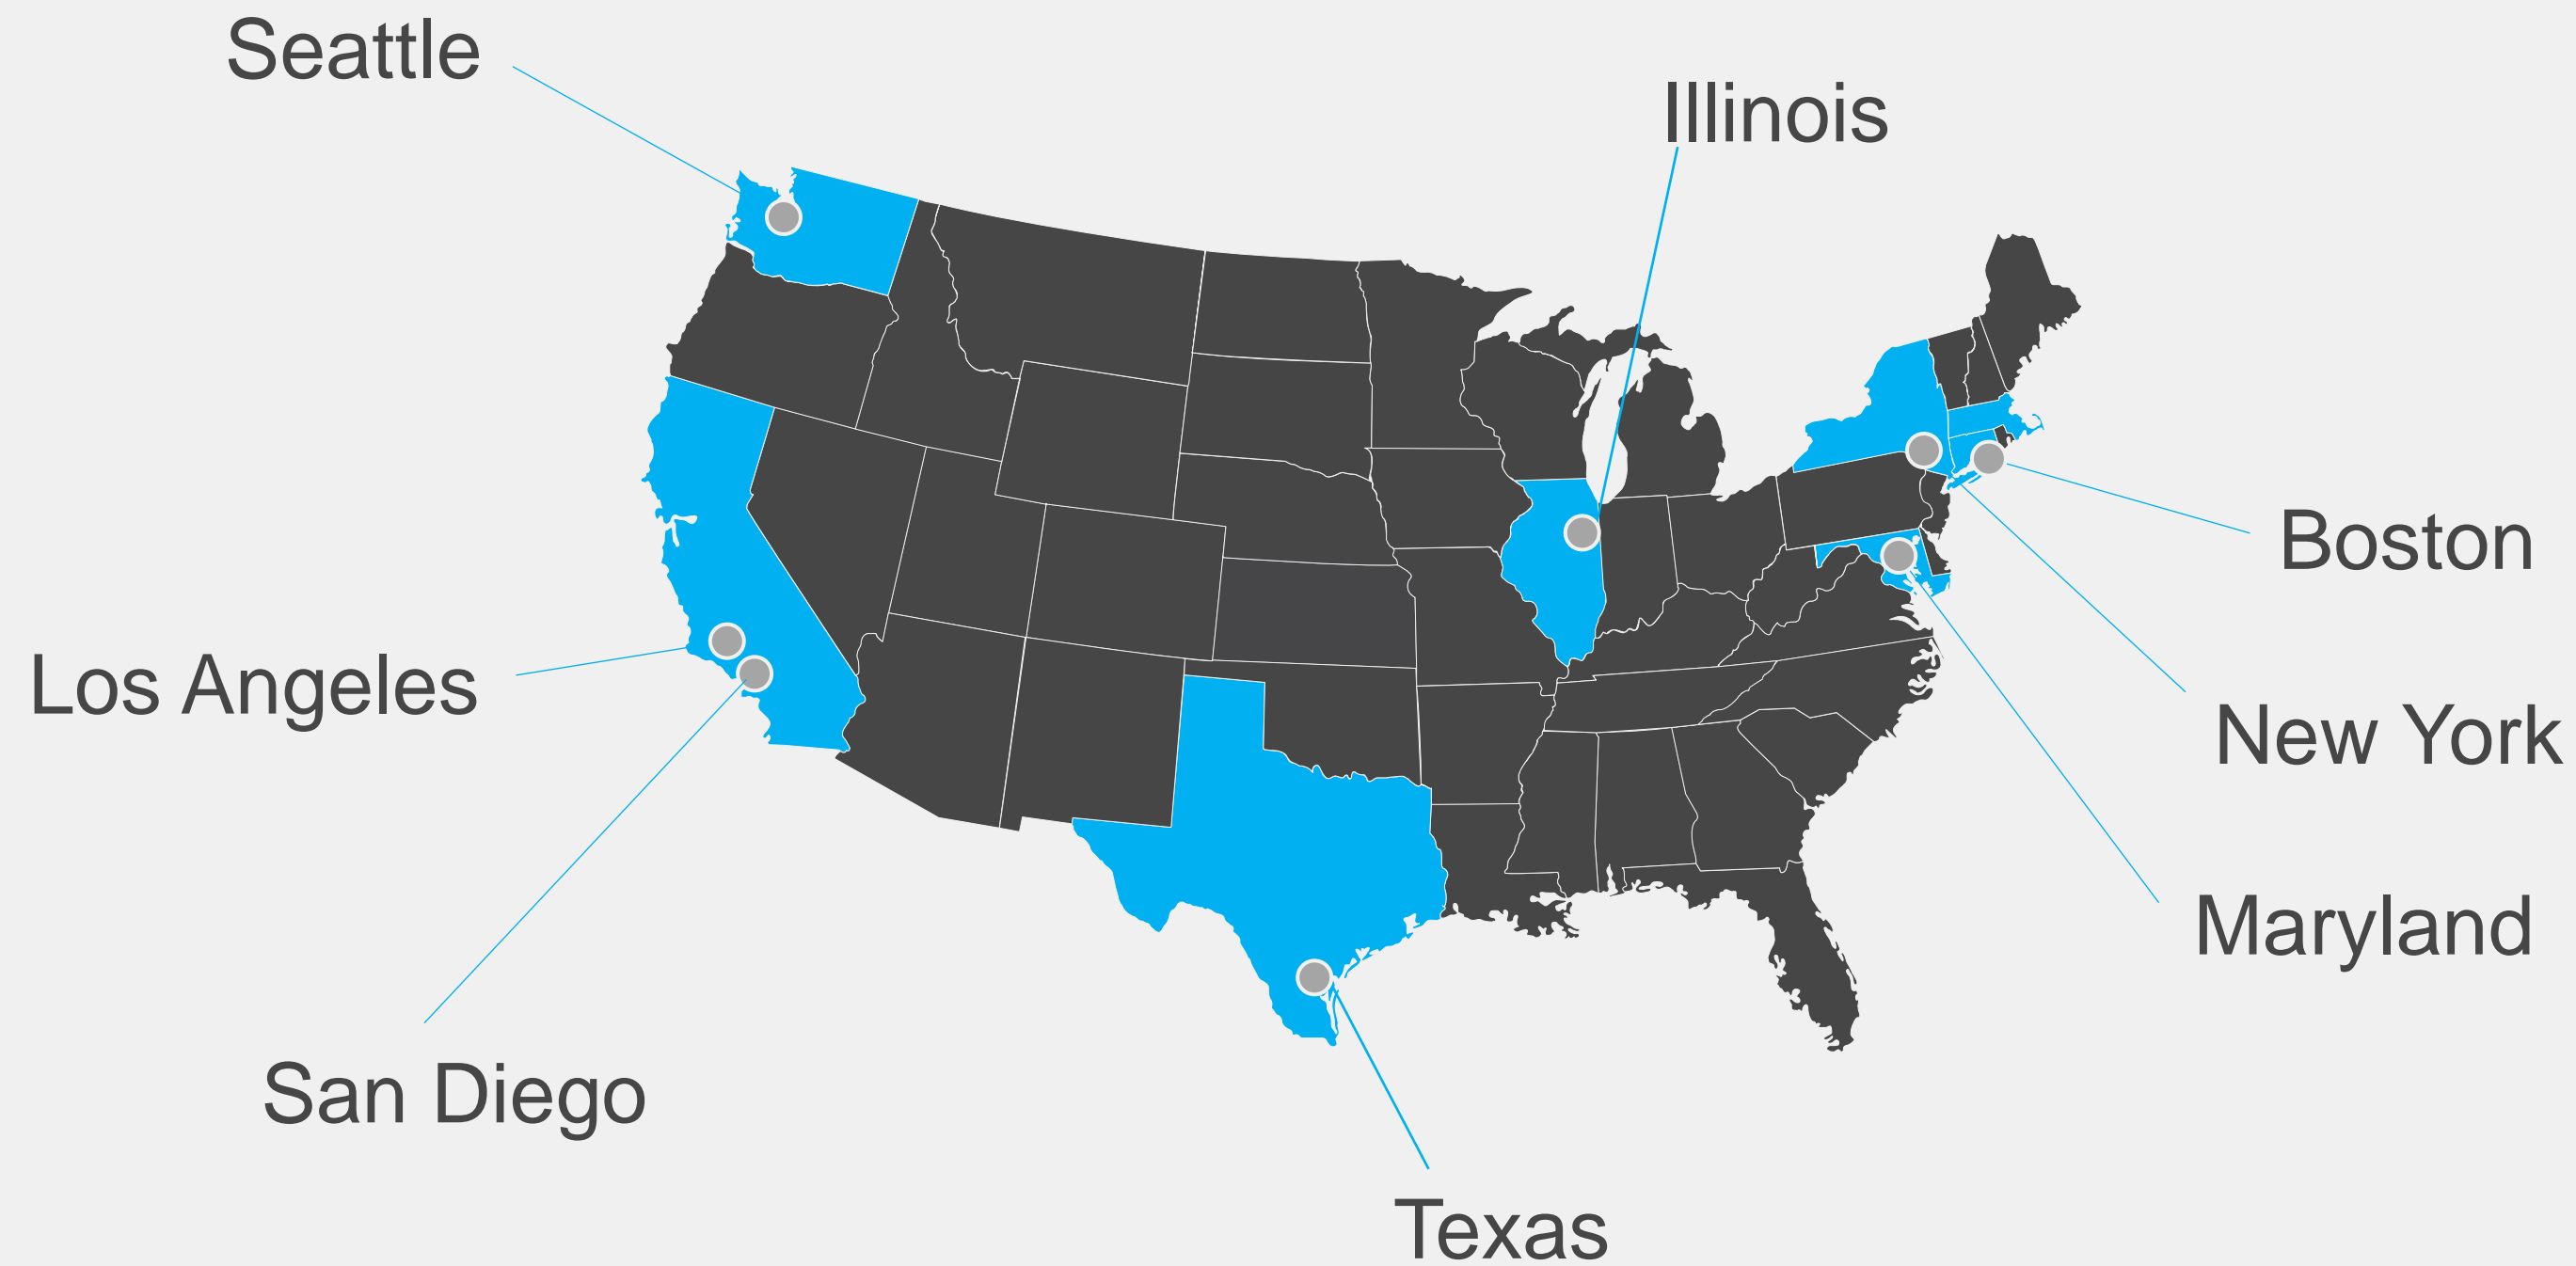 Seattle
Illinois
Boston
Los Angeles
New York
Maryland
San Diego
Texas